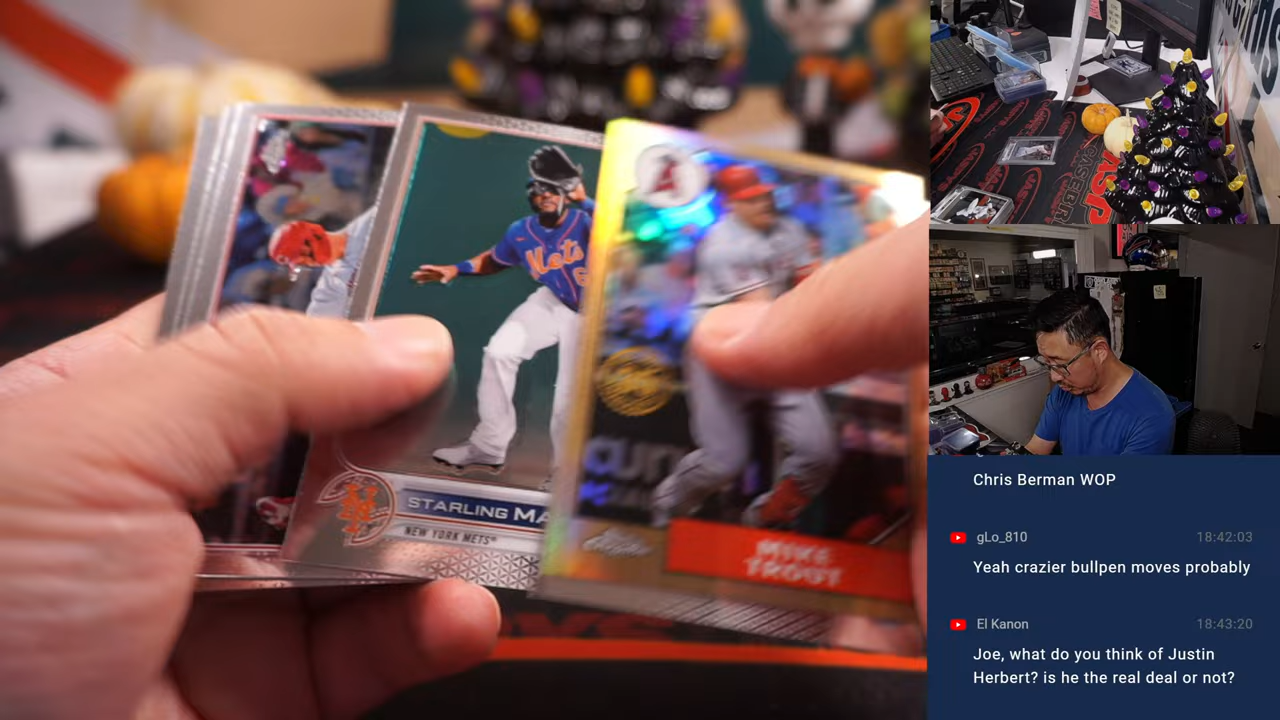 Mets
STARLING MA
NEW YORK METS®
MIKE
TROUT
Chris Berman WOP
gLo_810 18:42:03
Yeah crazier bullpen moves probably
El Kanon 18:43:20
Joe, what do you think of Justin
Herbert? is he the real deal or not?